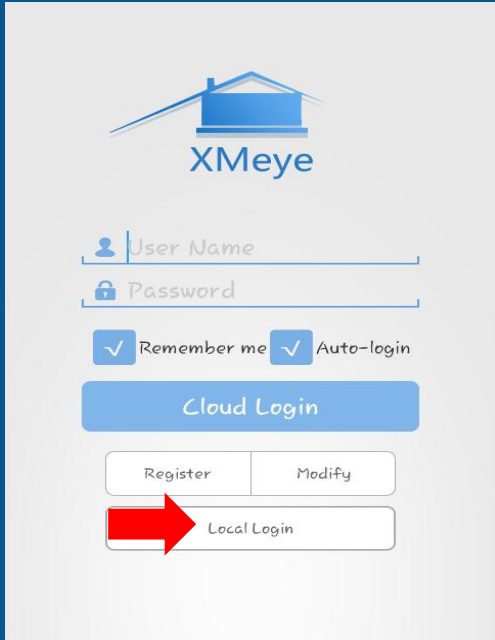 XMeye
User Name
Password
Remember me Auto-login
Cloud Login
Register Modify
Local Login